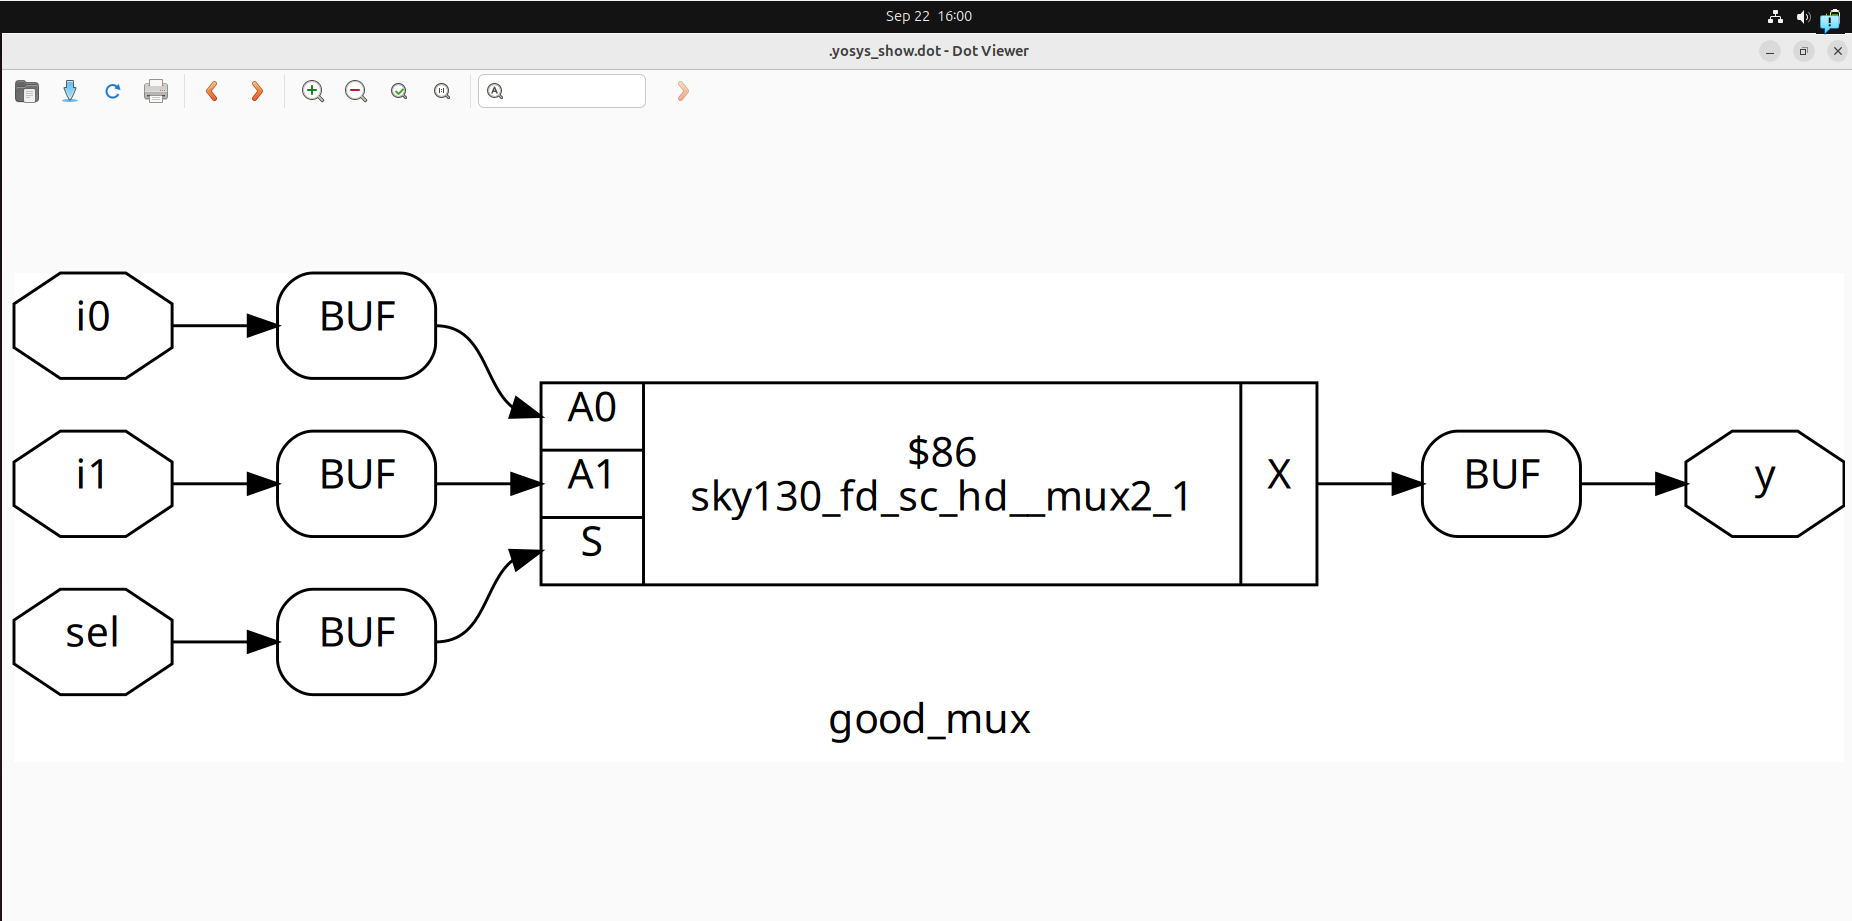 Sep 22 16:00
.yosys_show.dot - Dot Viewer
i0
BUF
A0
i1
BUF
A1
$86
sky130_fd_sc_hd__mux2_1
X
BUF
y
S
sel
BUF
good_mux